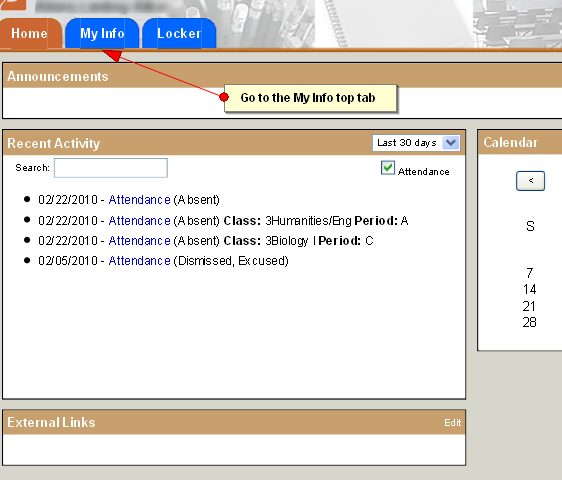 Home My Info Locker
Go to the My Info top tab
Announcements
Recent Activity Last 30 days
Search: Attendance
02/22/2010 - Attendance (Absent)
02/22/2010 - Attendance (Absent) Class: 3Humanities/Eng Period: A
02/22/2010 - Attendance (Absent) Class: 3Biology I Period: C
02/05/2010 - Attendance (Dismissed, Excused)
External Links Edit
Calendar
<
S
7
14
21
28